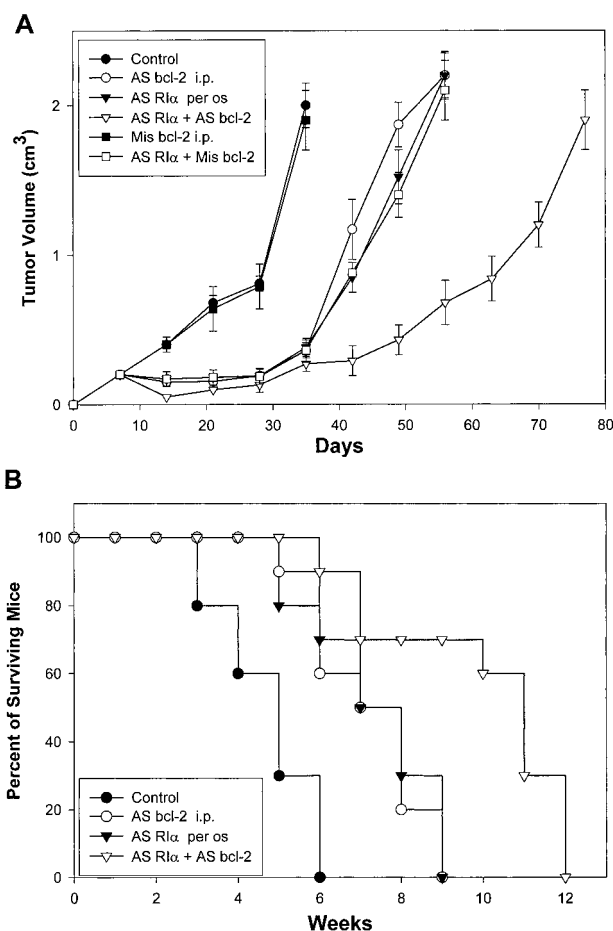 A
Control
AS bcl-2 i.p.
AS RIα per os
AS RIα + AS bcl-2
Mis bcl-2 i.p.
AS RIα + Mis bcl-2
Tumor Volume (cm³)
2
1
0
0 10 20 30 40 50 60 70 80
Days
B
Percent of Surviving Mice
100
80
60
40
20
0
Control
AS bcl-2 i.p.
AS RIα per os
AS RIα + AS bcl-2
0 2 4 6 8 10 12
Weeks